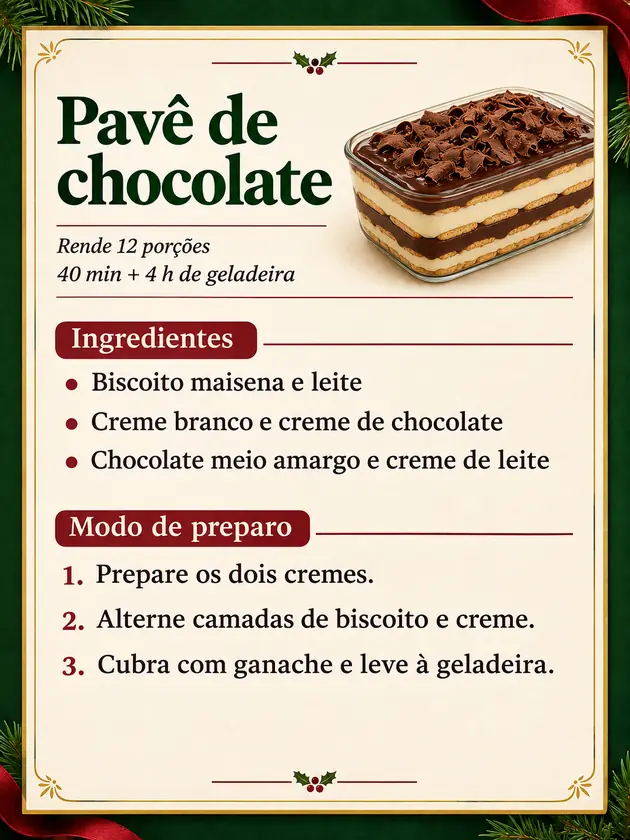 Pavê de
chocolate
Rende 12 porções
40 min + 4 h de geladeira
Ingredientes
• Biscoito maisena e leite
• Creme branco e creme de chocolate
• Chocolate meio amargo e creme de leite
Modo de preparo
1. Prepare os dois cremes.
2. Alterne camadas de biscoito e creme.
3. Cubra com ganache e leve à geladeira.